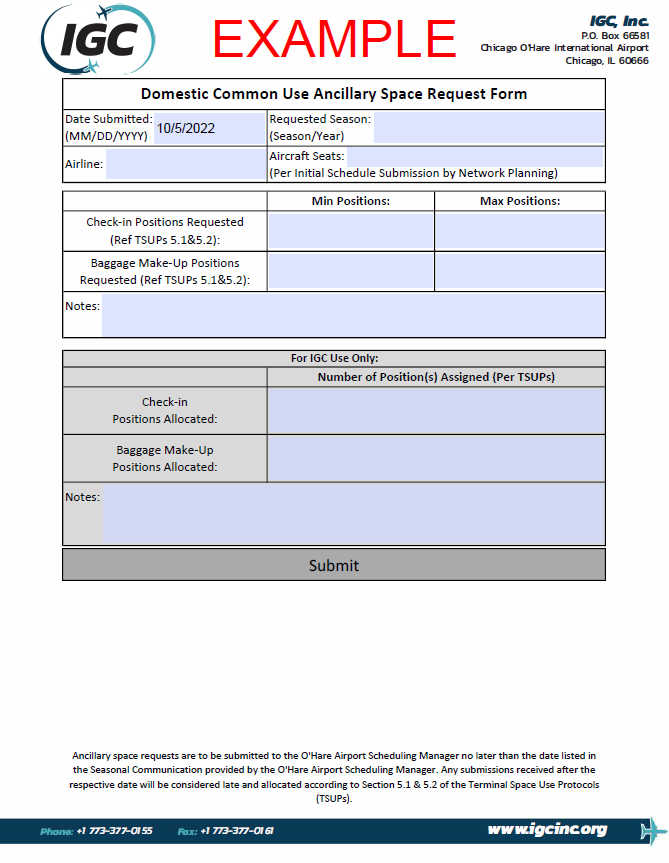 IGC
EXAMPLE
IGC, Inc.
P.O. Box 66581
Chicago O'Hare International Airport
Chicago, IL 60666
Domestic Common Use Ancillary Space Request Form
Date Submitted:
(MM/DD/YYYY)
10/5/2022
Requested Season:
(Season/Year)
Airline:
Aircraft Seats:
(Per Initial Schedule Submission by Network Planning)
Min Positions:
Max Positions:
Check-in Positions Requested
(Ref TSUPs 5.1&5.2):
Baggage Make-Up Positions
Requested (Ref TSUPs 5.1&5.2):
Notes:
For IGC Use Only:
Number of Position(s) Assigned (Per TSUPs)
Check-in
Positions Allocated:
Baggage Make-Up
Positions Allocated:
Notes:
Submit
Ancillary space requests are to be submitted to the O'Hare Airport Scheduling Manager no later than the date listed in
the Seasonal Communication provided by the O'Hare Airport Scheduling Manager. Any submissions received after the
respective date will be considered late and allocated according to Section 5.1 & 5.2 of the Terminal Space Use Protocols
(TSUPs).
Phone: +1 773-377-0155 Fax: +1 773-377-0161 www.igcinc.org